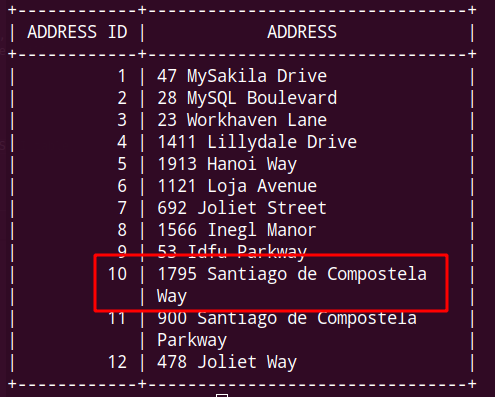 +------------+--------------------------------+
| ADDRESS ID |            ADDRESS             |
+------------+--------------------------------+
|          1 | 47 MySakila Drive              |
|          2 | 28 MySQL Boulevard             |
|          3 | 23 Workhaven Lane              |
|          4 | 1411 Lillydale Drive           |
|          5 | 1913 Hanoi Way                 |
|          6 | 1121 Loja Avenue               |
|          7 | 692 Joliet Street              |
|          8 | 1566 Inegl Manor               |
|          9 | 53 Idfu Parkway                |
|         10 | 1795 Santiago de Compostela    |
|            | Way                            |
|         11 | 900 Santiago de Compostela     |
|            | Parkway                        |
|         12 | 478 Joliet Way                 |
+------------+--------------------------------+